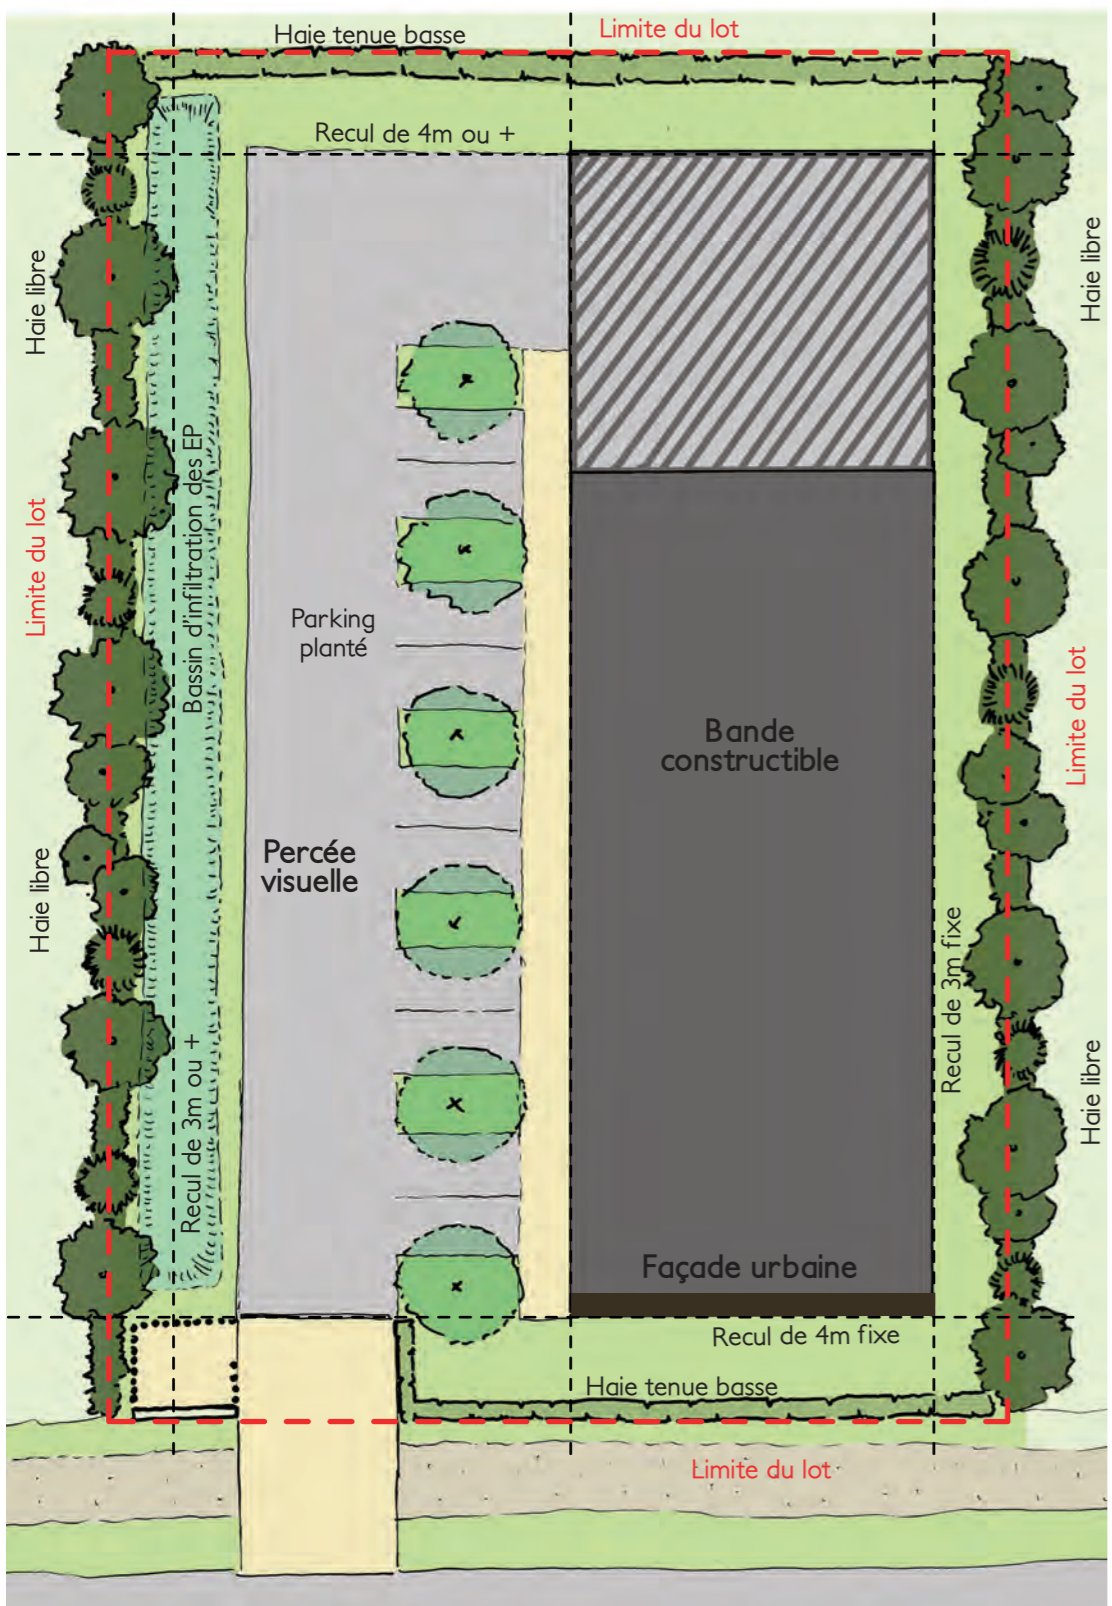 Haie tenue basse
Limite du lot
Recul de 4m ou +
Haie libre
Haie libre
Limite du lot
Bassin d'infiltration des EP
Parking
planté
Bande
constructible
Limite du lot
Percée
visuelle
Haie libre
Recul de 3m fixe
Recul de 3m ou +
Haie libre
Façade urbaine
Recul de 4m fixe
Haie tenue basse
Limite du lot